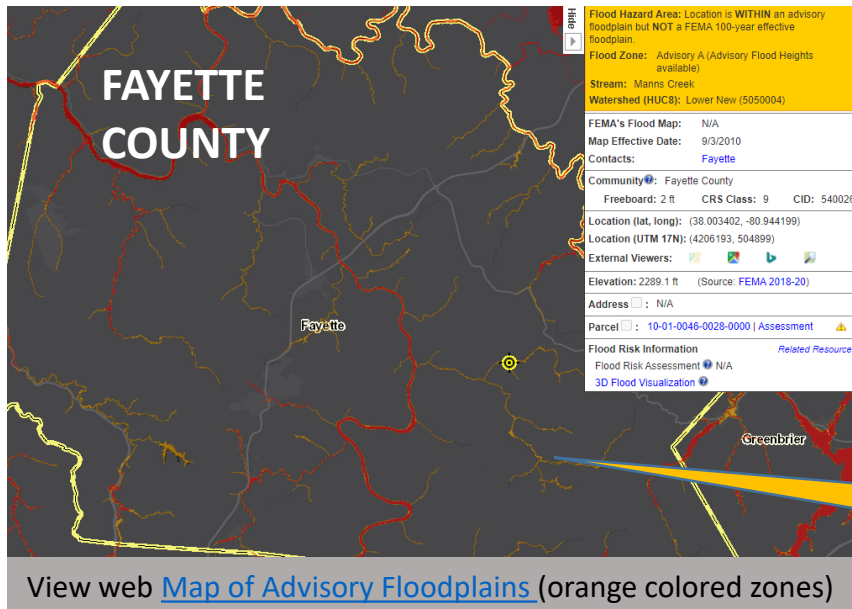 FAYETTE
COUNTY
Fayette
Greenbrier
Hide
Flood Hazard Area: Location is WITHIN an advisory
floodplain but NOT a FEMA 100-year effective
floodplain.
Flood Zone: Advisory A (Advisory Flood Heights
available)
Stream: Manns Creek
Watershed (HUC8): Lower New (5050004)
FEMA's Flood Map: N/A
Map Effective Date: 9/3/2010
Contacts: Fayette
Community: Fayette County
Freeboard: 2 ft CRS Class: 9 CID: 540026
Location (lat, long): (38.003402, -80.944199)
Location (UTM 17N): (4206193, 504899)
External Viewers:
Elevation: 2289.1 ft (Source: FEMA 2018-20)
Address : N/A
Parcel : 10-01-0046-0028-0000 | Assessment
Flood Risk Information Related Resource
Flood Risk Assessment N/A
3D Flood Visualization
View web Map of Advisory Floodplains (orange colored zones)